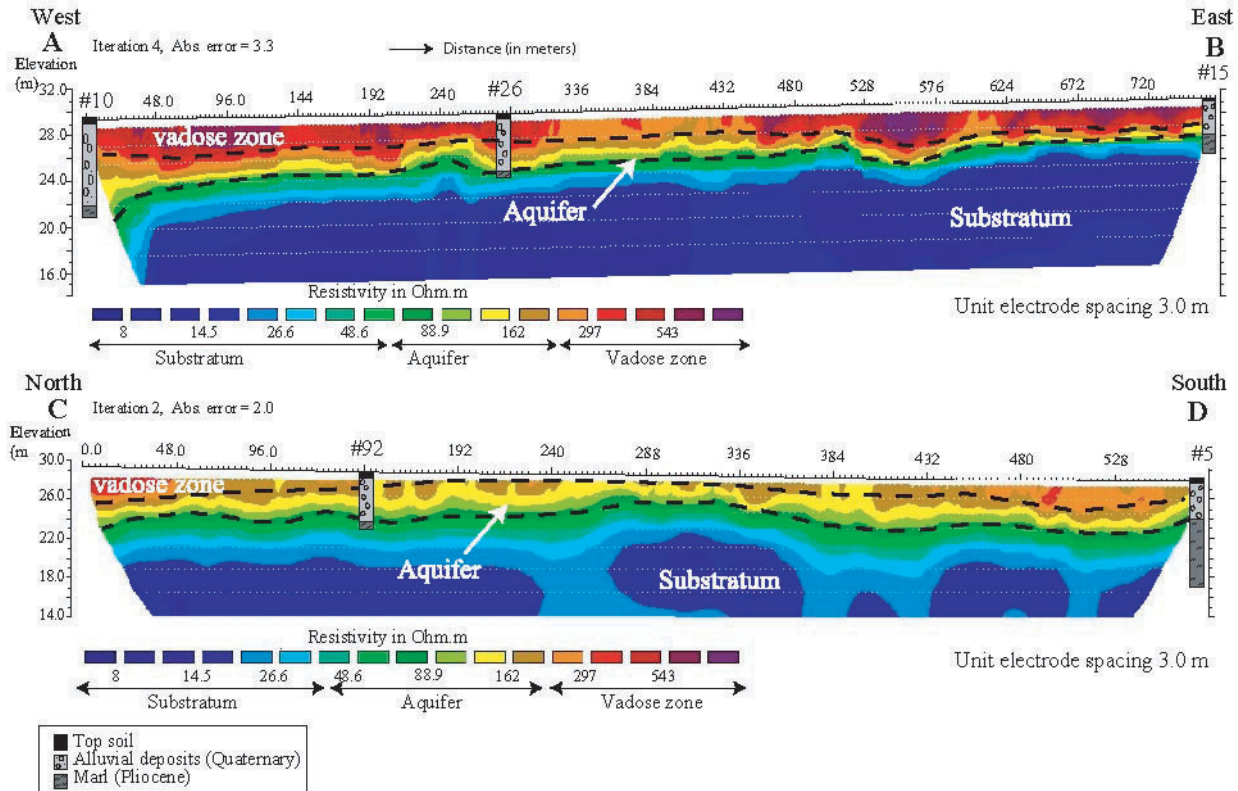 West
East
A
B
Iteration 4, Abs. error = 3.3
Distance (in meters)
Elevation
(m)
#10
#26
#15
48.0 96.0 144 192 240 336 384 432 480 528 576 624 672 720
32.0
28.0
24.0
20.0
16.0
vadose zone
Aquifer
Substratum
Resistivity in Ohm.m
Unit electrode spacing 3.0 m
8 14.5 26.6 48.6 88.9 162 297 543
Substratum Aquifer Vadose zone
North
South
C
D
Iteration 2, Abs. error = 2.0
Elevation
(m
#92
#5
0.0 48.0 96.0 192 240 288 336 384 432 480 528
30.0
26.0
22.0
18.0
14.0
vadose zone
Aquifer
Substratum
Resistivity in Ohm.m
Unit electrode spacing 3.0 m
8 14.5 26.6 48.6 88.9 162 297 543
Substratum Aquifer Vadose zone
Top soil
Alluvial deposits (Quaternary)
Marl (Pliocene)